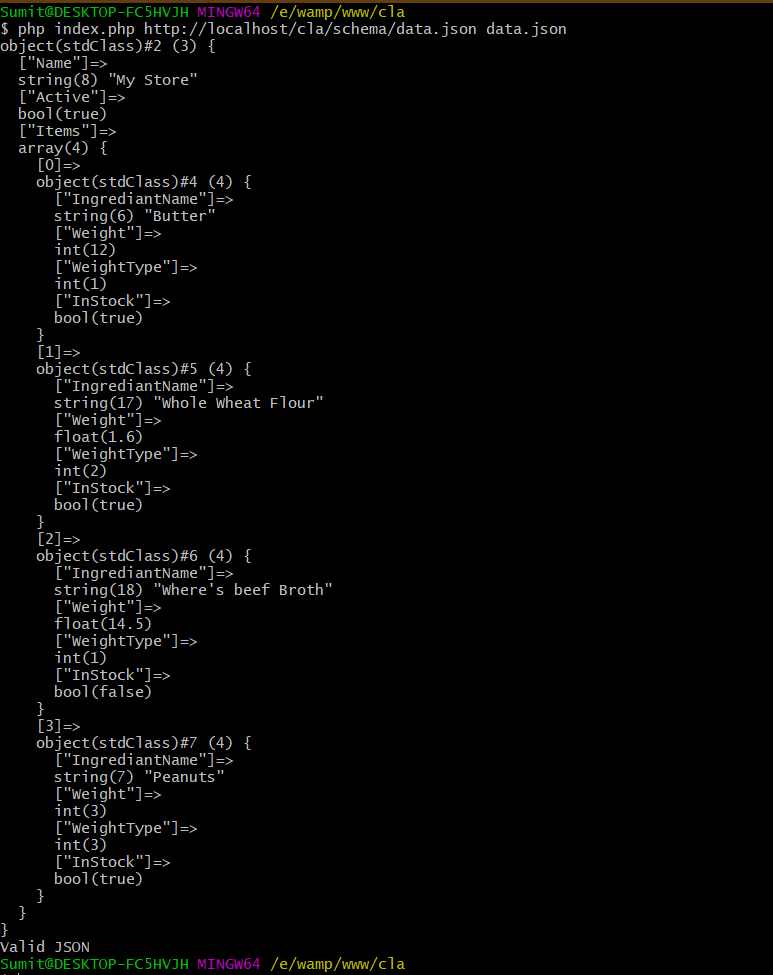 Sumit@DESKTOP-FC5HVJH MINGW64 /e/wamp/www/cla
$ php index.php http://localhost/cla/schema/data.json data.json
object(stdClass)#2 (3) {
  ["Name"]=>
  string(8) "My Store"
  ["Active"]=>
  bool(true)
  ["Items"]=>
  array(4) {
    [0]=>
    object(stdClass)#4 (4) {
      ["IngrediantName"]=>
      string(6) "Butter"
      ["Weight"]=>
      int(12)
      ["WeightType"]=>
      int(1)
      ["InStock"]=>
      bool(true)
    }
    [1]=>
    object(stdClass)#5 (4) {
      ["IngrediantName"]=>
      string(17) "Whole Wheat Flour"
      ["Weight"]=>
      float(1.6)
      ["WeightType"]=>
      int(2)
      ["InStock"]=>
      bool(true)
    }
    [2]=>
    object(stdClass)#6 (4) {
      ["IngrediantName"]=>
      string(18) "Where's beef Broth"
      ["Weight"]=>
      float(14.5)
      ["WeightType"]=>
      int(1)
      ["InStock"]=>
      bool(false)
    }
    [3]=>
    object(stdClass)#7 (4) {
      ["IngrediantName"]=>
      string(7) "Peanuts"
      ["Weight"]=>
      int(3)
      ["WeightType"]=>
      int(3)
      ["InStock"]=>
      bool(true)
    }
  }
}
Valid JSON
Sumit@DESKTOP-FC5HVJH MINGW64 /e/wamp/www/cla